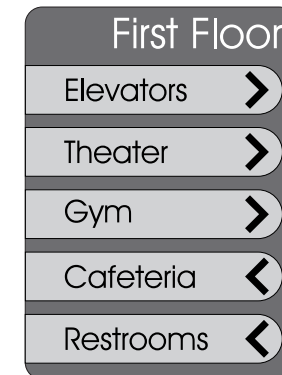 First Floor
Elevators
Theater
Gym
Cafeteria
Restrooms